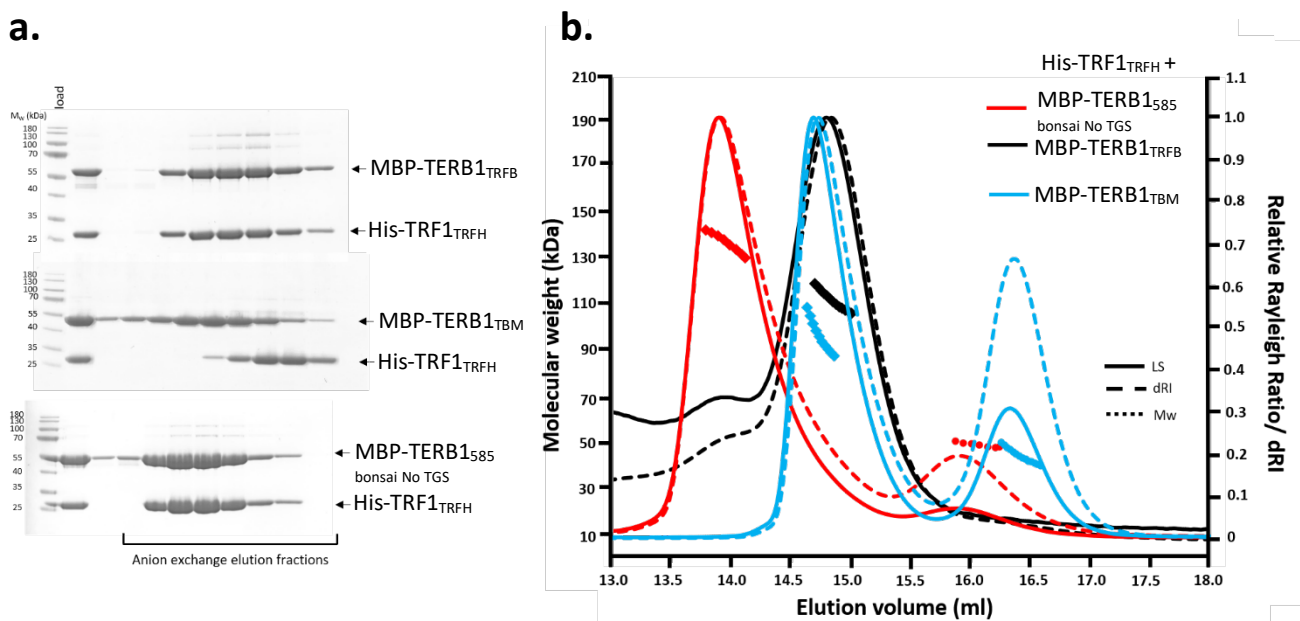 a.
load
Mw (kDa)
180
130
100
70
55
40
35
25
MBP-TERB1TRFB
His-TRF1TRFH
180
130
100
70
55
40
35
25
MBP-TERB1TBM
His-TRF1TRFH
180
130
100
70
55
40
35
25
MBP-TERB1585
bonsai No TGS
His-TRF1TRFH
Anion exchange elution fractions
b.
His-TRF1TRFH +
MBP-TERB1585
bonsai No TGS
MBP-TERB1TRFB
MBP-TERB1TBM
LS
dRI
Mw
Molecular weight (kDa)
210
190
170
150
130
110
90
70
50
30
10
Relative Rayleigh Ratio/ dRI
1.1
1.0
0.9
0.8
0.7
0.6
0.5
0.4
0.3
0.2
0.1
0
13.0 13.5 14.0 14.5 15.0 15.5 16.0 16.5 17.0 17.5 18.0
Elution volume (ml)